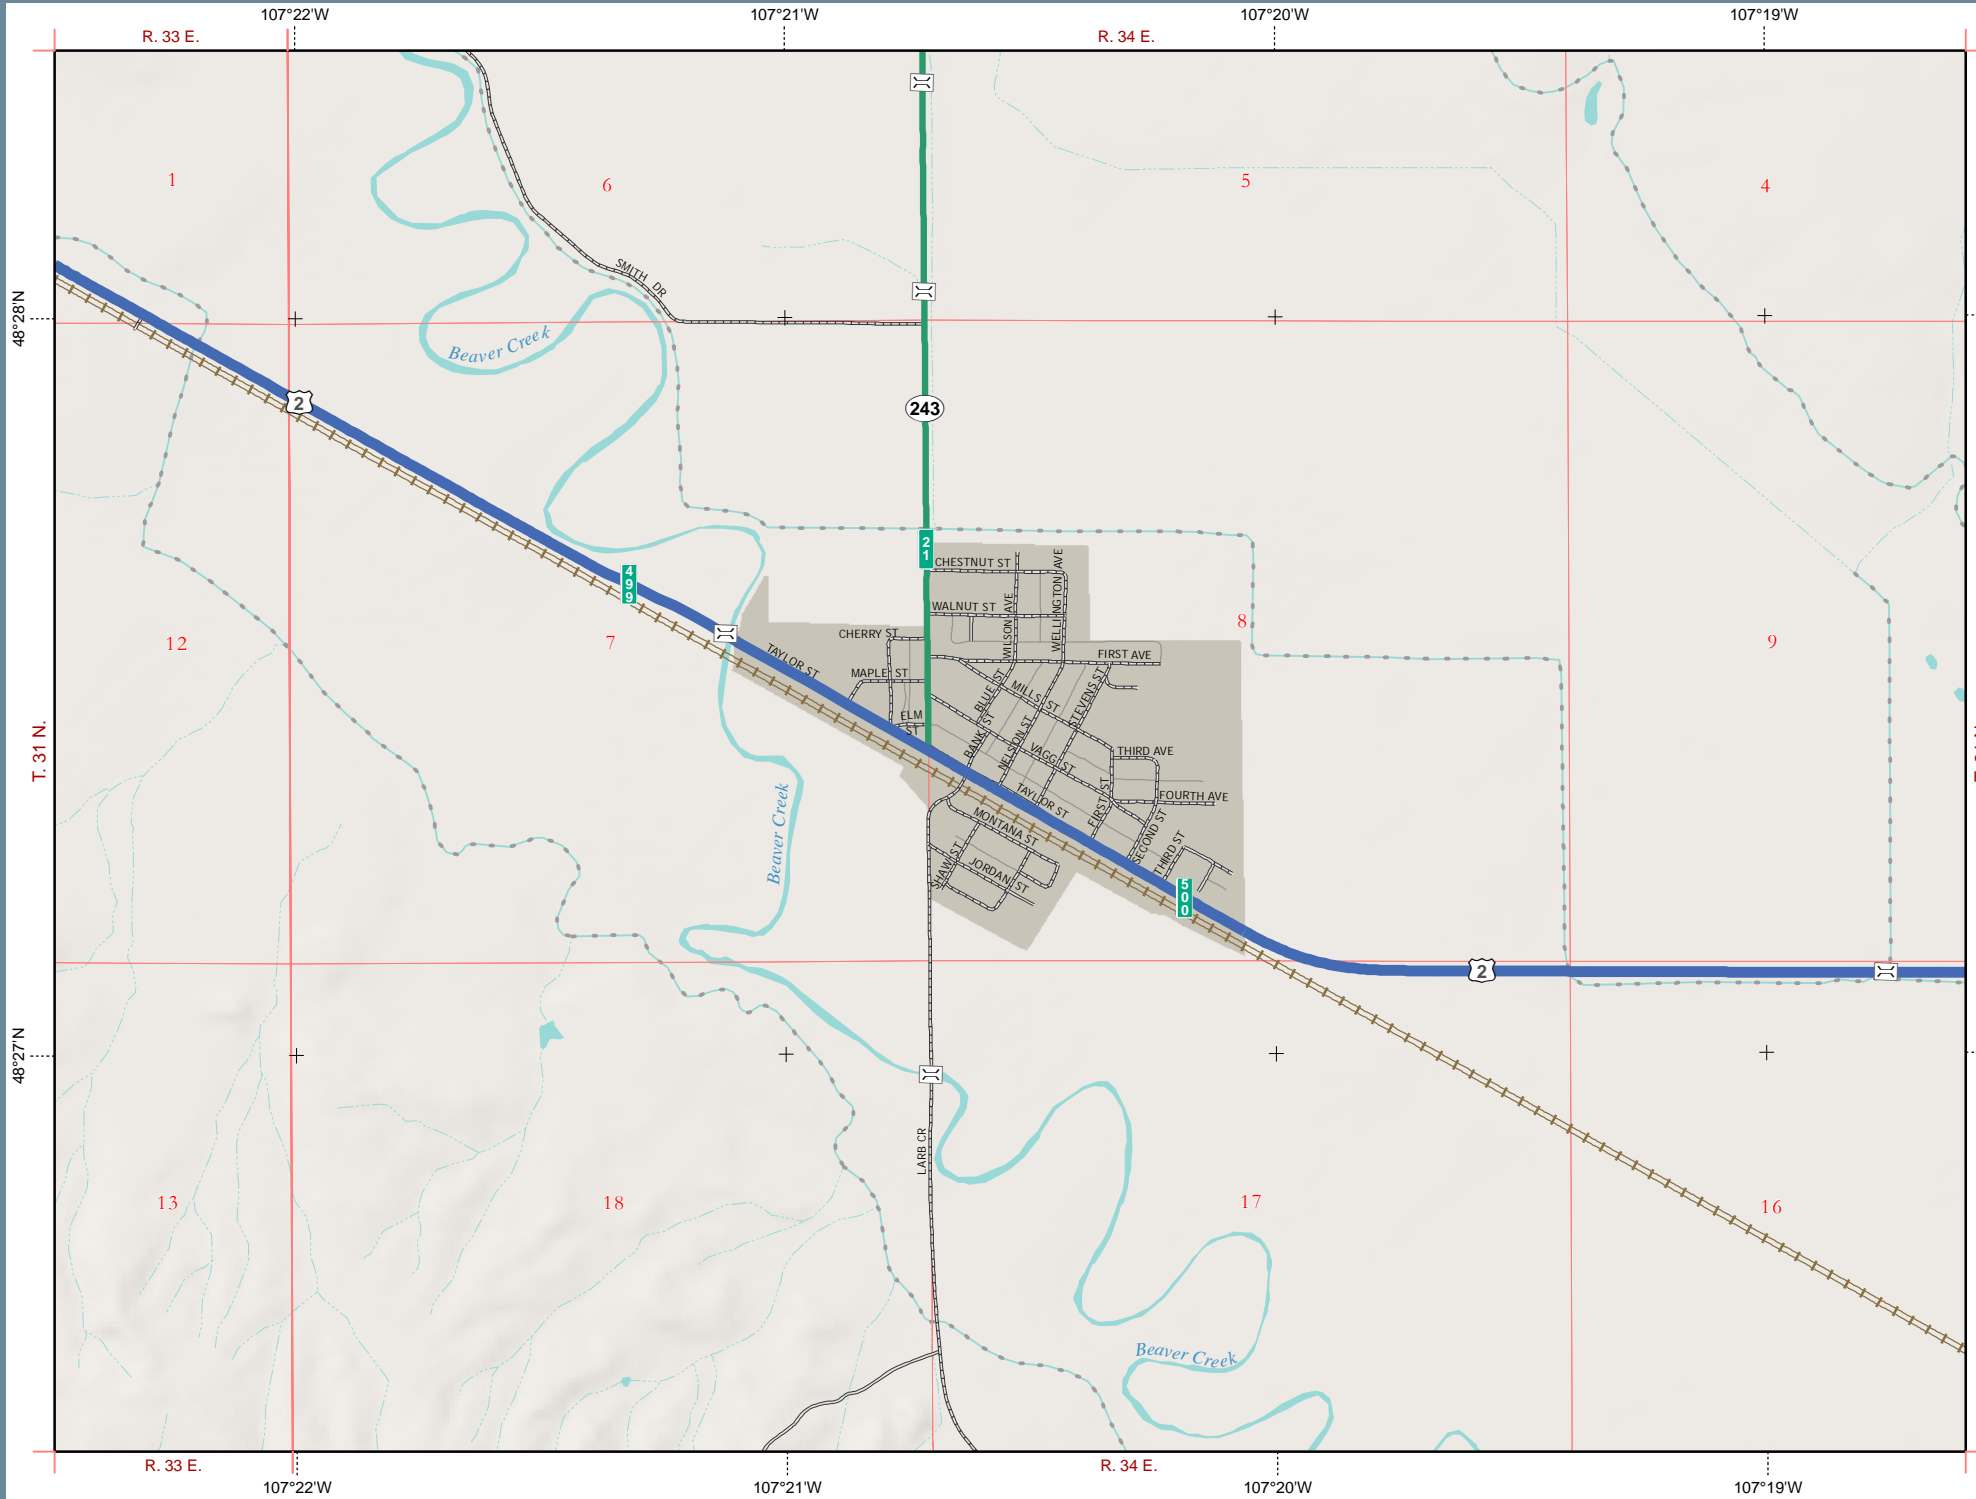 107°22'W
107°21'W
107°20'W
107°19'W
R. 33 E.
R. 34 E.
1
6
5
4
SMITH DR
48°28'N
Beaver Creek
2
243
21
CHESTNUT ST
499
WALNUT ST
WILSON AVE
WELLINGTON AVE
8
12
7
CHERRY ST
9
TAYLOR ST
FIRST AVE
MAPLE ST
BLUE ST
MILLS ST
STEVENS ST
ELM ST
BANK ST
NELSON ST
VAGG ST
THIRD AVE
T. 31 N.
TAYLOR ST
FIRST ST
FOURTH AVE
Beaver Creek
MONTANA ST
SECOND ST
THIRD ST
SHAW ST
JORDAN ST
500
2
48°27'N
LARB CR
13
18
17
16
Beaver Creek
R. 33 E.
R. 34 E.
107°22'W
107°21'W
107°20'W
107°19'W